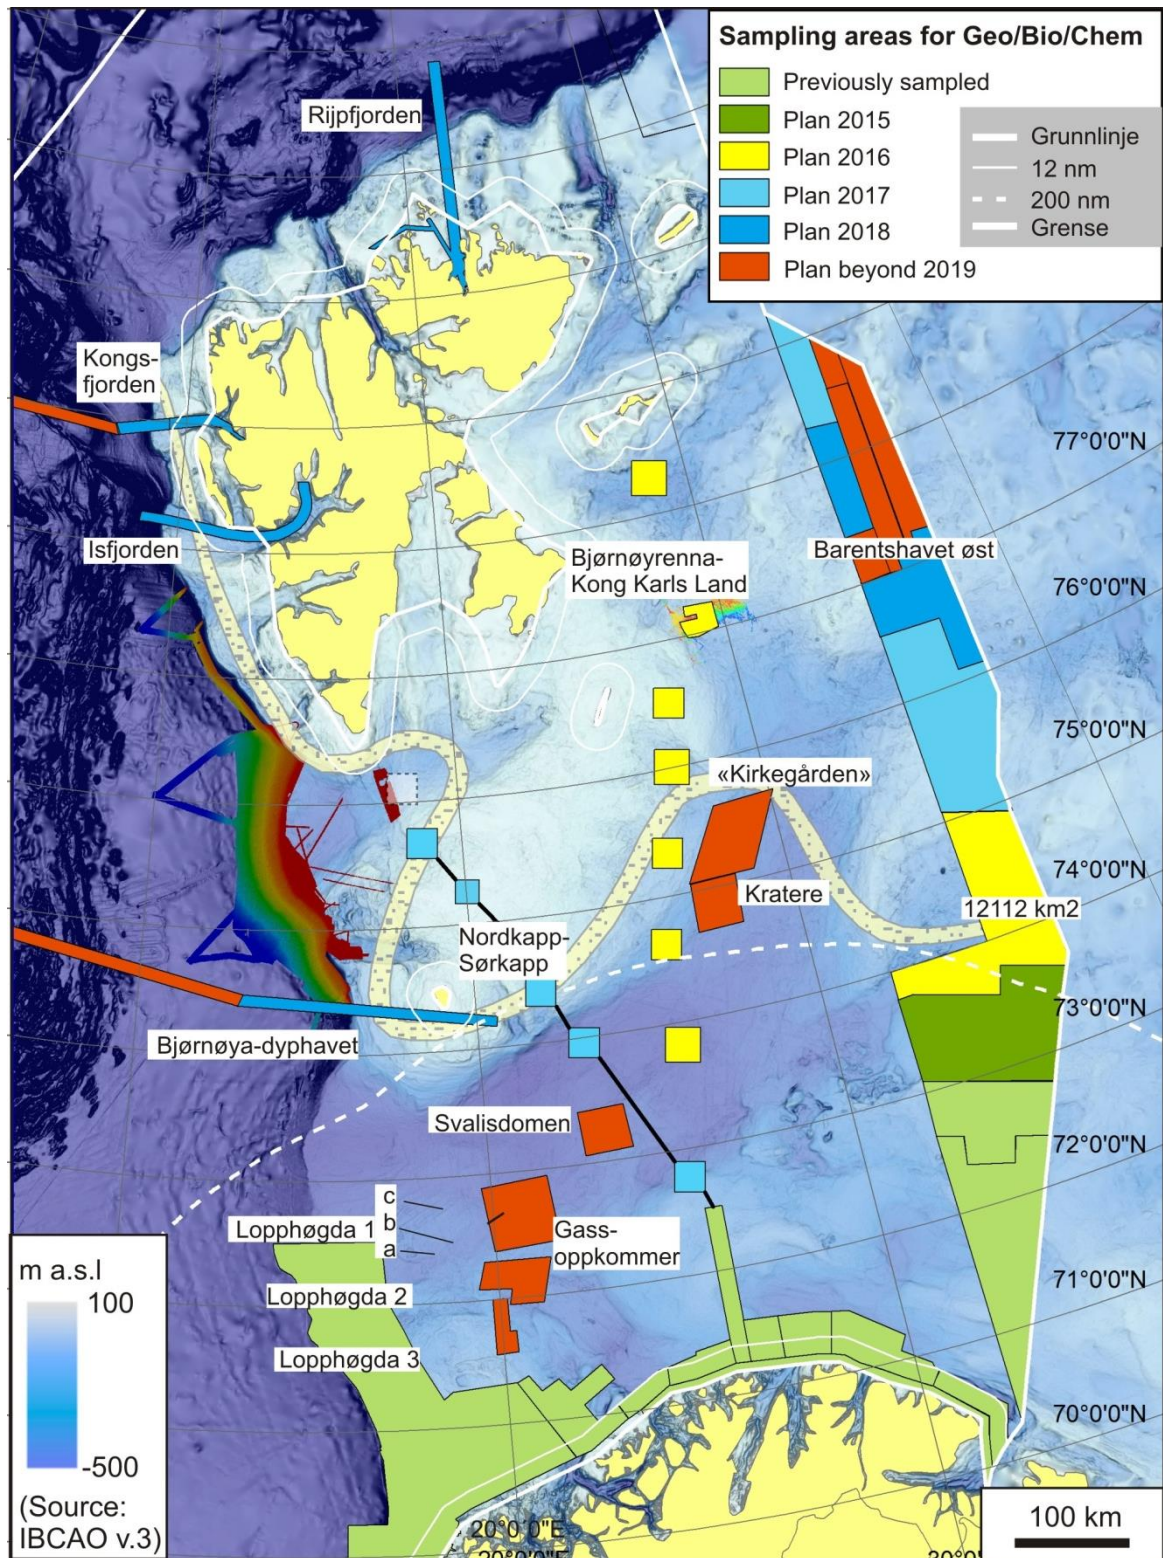 Sampling areas for Geo/Bio/Chem
Previously sampled
Plan 2015
Plan 2016
Plan 2017
Plan 2018
Plan beyond 2019
Grunnlinje
12 nm
200 nm
Grense
Rijpfjorden
Kongs-
fjorden
Isfjorden
77°0'0"N
Barentshavet øst
Bjørnøyrenna-
Kong Karls Land
76°0'0"N
75°0'0"N
«Kirkegården»
74°0'0"N
Kratere
12112 km2
Nordkapp-
Sørkapp
73°0'0"N
Bjørnøya-dyphavet
Svalisdomen
72°0'0"N
c
Lopphøgda 1
b
a
Gass-
oppkommer
71°0'0"N
Lopphøgda 2
Lopphøgda 3
70°0'0"N
m a.s.l
100
-500
(Source:
IBCAO v.3)
20°0'0"E
100 km